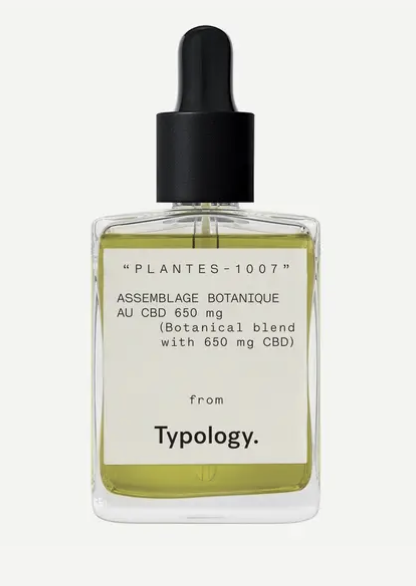 “PLANTES-1007”
ASSEMBLAGE BOTANIQUE
AU CBD 650 mg
(Botanical blend
with 650 mg CBD)
from
Typology.